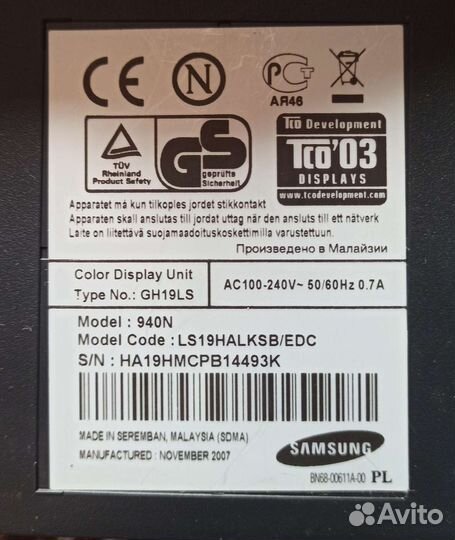 CE N РСТ
АЯ46
TÜV
Rheinland
Product Safety
GS
geprüfte
Sicherheit
TCO Development
TCO'03
DISPLAYS
www.tcodevelopment.com
Apparatet må kun tilkoples jordet stikkontakt
Apparaten skall anslutas till jordat uttag när den ansluts till ett nätverk
Laite on liitettävä suojamaadoituskoskettimilla varustettuun.
Произведено в Малайзии
Color Display Unit
Type No.: GH19LS
AC100-240V~ 50/60Hz 0.7A
Model : 940N
Model Code : LS19HALKSB/EDC
S/N : HA19HMCPB14493K
MADE IN SEREMBAN, MALAYSIA (SDMA)
MANUFACTURED : NOVEMBER 2007
SAMSUNG
BN68-00611A-00 PL
Avito